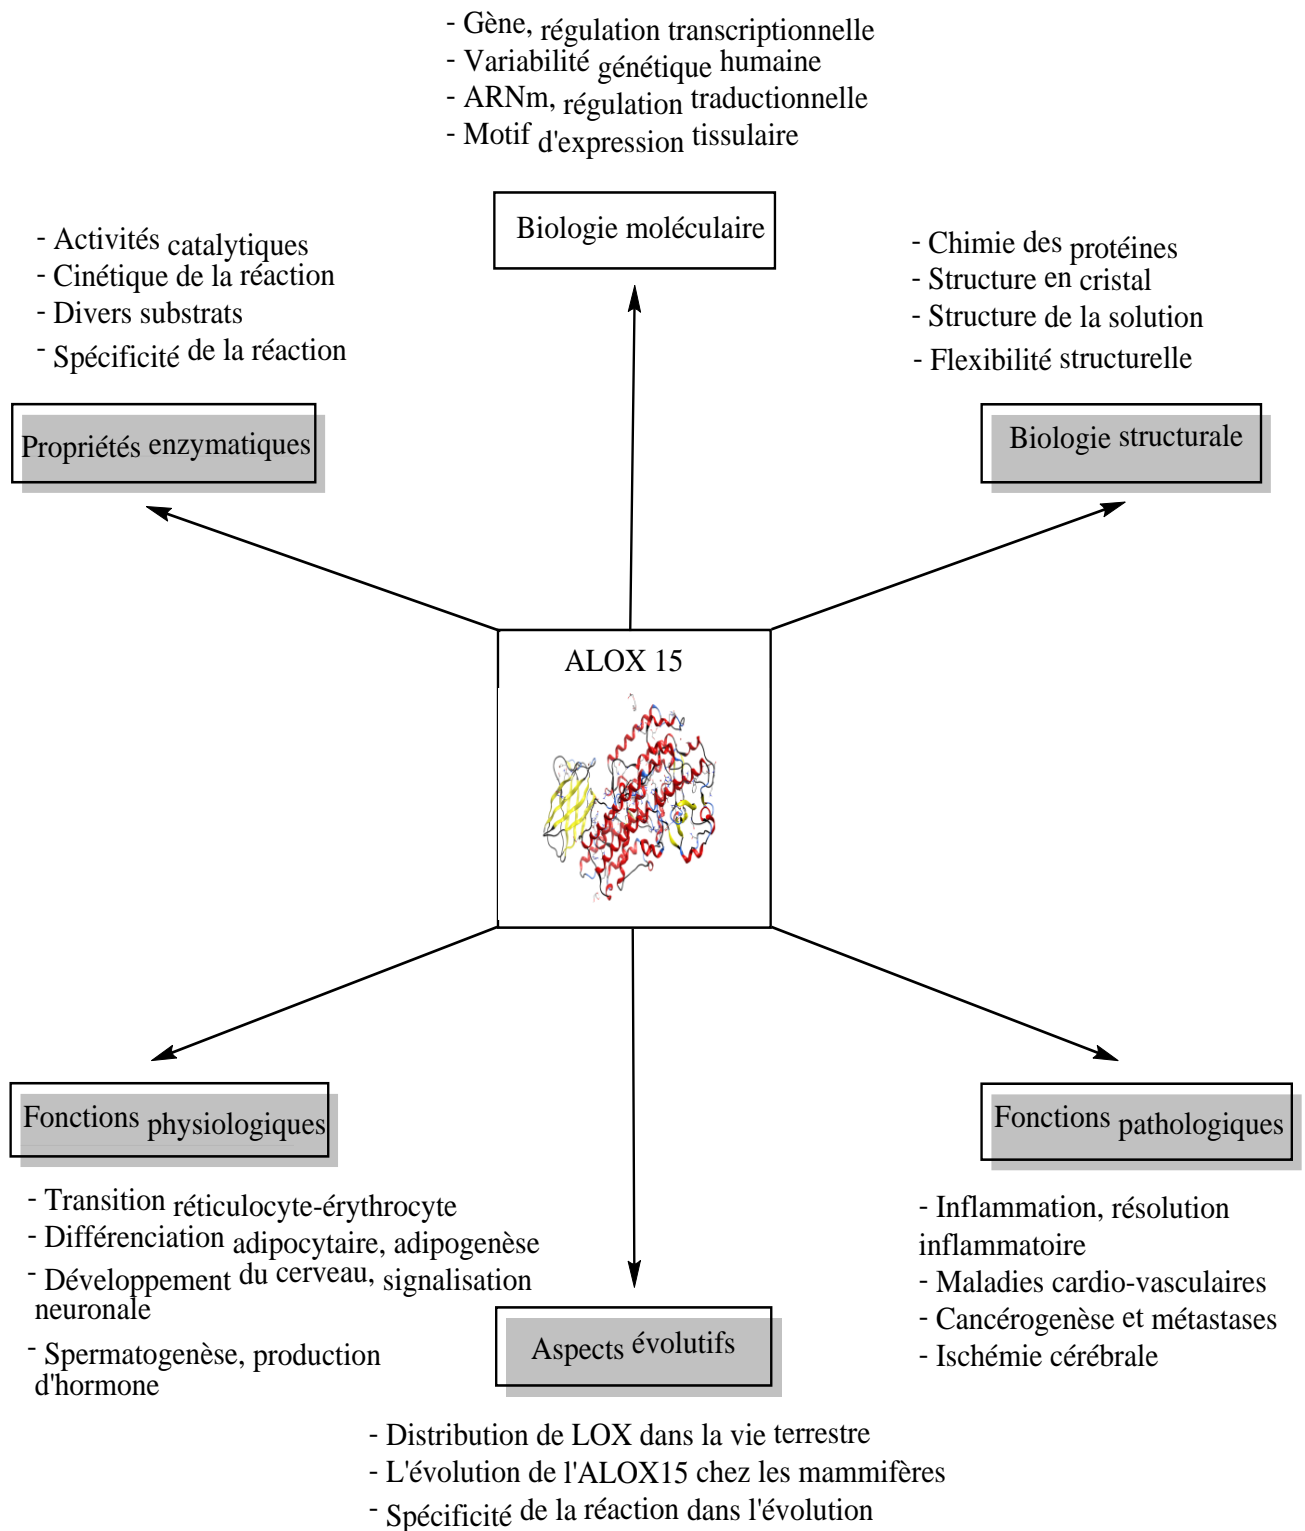 - Gène, régulation transcriptionnelle
- Variabilité génétique humaine
- ARNm, régulation traductionnelle
- Motif d'expression tissulaire
Biologie moléculaire
- Activités catalytiques
- Cinétique de la réaction
- Divers substrats
- Spécificité de la réaction
Propriétés enzymatiques
- Chimie des protéines
- Structure en cristal
- Structure de la solution
- Flexibilité structurelle
Biologie structurale
ALOX 15
Fonctions physiologiques
- Transition réticulocyte-érythrocyte
- Différenciation adipocytaire, adipogenèse
- Développement du cerveau, signalisation
neuronale
- Spermatogenèse, production
d'hormone
Fonctions pathologiques
- Inflammation, résolution
inflammatoire
- Maladies cardio-vasculaires
- Cancérogenèse et métastases
- Ischémie cérébrale
Aspects évolutifs
- Distribution de LOX dans la vie terrestre
- L'évolution de l'ALOX15 chez les mammifères
- Spécificité de la réaction dans l'évolution